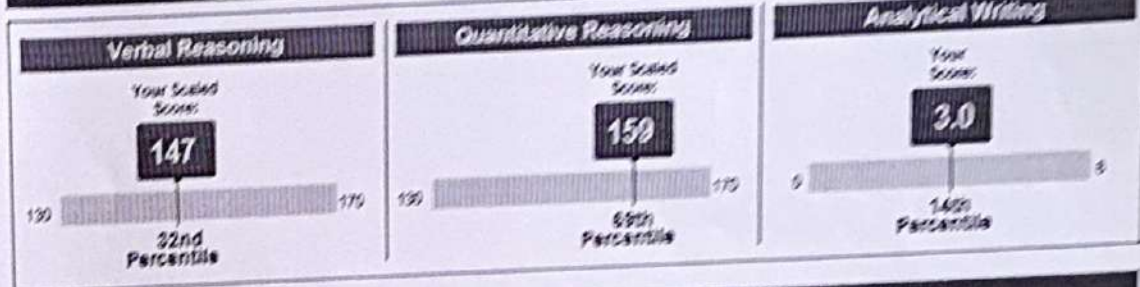 Verbal Reasoning
Your Scaled
Score:
147
130
170
32nd
Percentile
Quantitative Reasoning
Your Scaled
Score:
159
130
170
Percentile
Analytical Writing
Your
Score:
3.0
0
6
14th
Percentile